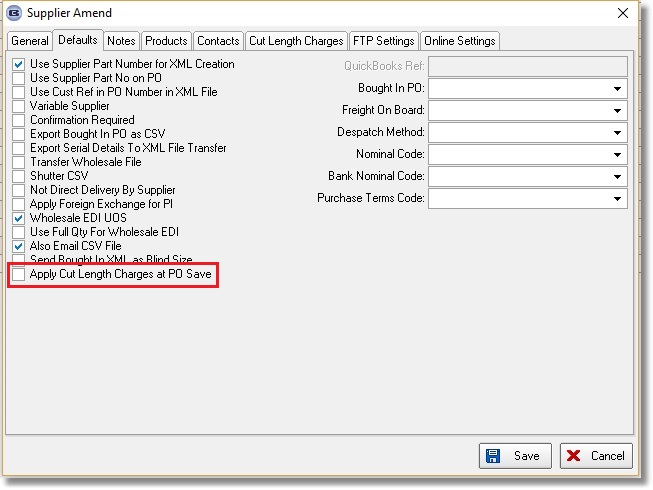 Supplier Amend
General Defaults Notes Products Contacts Cut Length Charges FTP Settings Online Settings
Use Supplier Part Number for XML Creation
Use Supplier Part No on PO
Use Cust Ref in PO Number in XML File
Variable Supplier
Confirmation Required
Export Bought In PO as CSV
Export Serial Details To XML File Transfer
Transfer Wholesale File
Shutter CSV
Not Direct Delivery By Supplier
Apply Foreign Exchange for PI
Wholesale EDI UOS
Use Full Qty For Wholesale EDI
Also Email CSV File
Send Bought In XML as Blind Size
Apply Cut Length Charges at PO Save
QuickBooks Ref:
Bought In PO:
Freight On Board:
Despatch Method:
Nominal Code:
Bank Nominal Code:
Purchase Terms Code:
Save Cancel